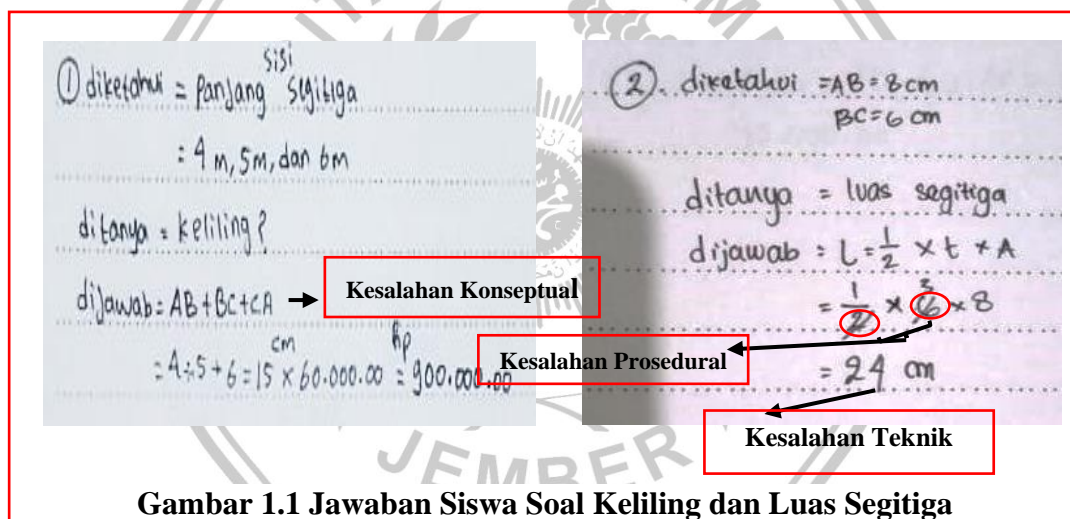 ① diketahui = Panjang sisi segitiga
= 4 m, 5m, dan 6m
ditanya = keliling?
dijawab = AB+BC+CA
Kesalahan Konseptual
= 4+5+6 = 15 cm × 60.000.00 = Rp 900.000.00
② diketahui = AB = 8 cm
BC = 6 cm
ditanya = luas segitiga
dijawab = L = 1/2 × t × A
= 1/2 × 6 3 × 8
Kesalahan Prosedural
= 24 cm
Kesalahan Teknik
JEMBER
Gambar 1.1 Jawaban Siswa Soal Keliling dan Luas Segitiga